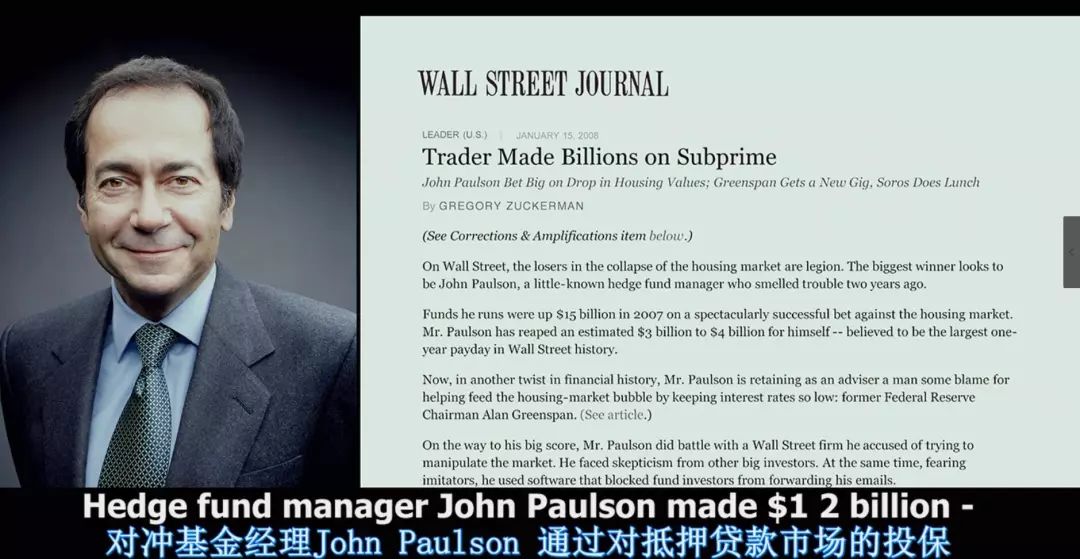 WALL STREET JOURNAL
LEADER (U.S.) | JANUARY 15, 2008
Trader Made Billions on Subprime
John Paulson Bet Big on Drop in Housing Values; Greenspan Gets a New Gig, Soros Does Lunch
By GREGORY ZUCKERMAN
(See Corrections & Amplifications item below.)
On Wall Street, the losers in the collapse of the housing market are legion. The biggest winner looks to
be John Paulson, a little-known hedge fund manager who smelled trouble two years ago.
Funds he runs were up $15 billion in 2007 on a spectacularly successful bet against the housing market.
Mr. Paulson has reaped an estimated $3 billion to $4 billion for himself -- believed to be the largest one-
year payday in Wall Street history.
Now, in another twist in financial history, Mr. Paulson is retaining as an adviser a man some blame for
helping feed the housing-market bubble by keeping interest rates so low: former Federal Reserve
Chairman Alan Greenspan. (See article.)
On the way to his big score, Mr. Paulson did battle with a Wall Street firm he accused of trying to
manipulate the market. He faced skepticism from other big investors. At the same time, fearing
imitators, he used software that blocked fund investors from forwarding his emails.
Hedge fund manager John Paulson made $1 2 billion -
对冲基金经理John Paulson 通过对抵押贷款市场的投保